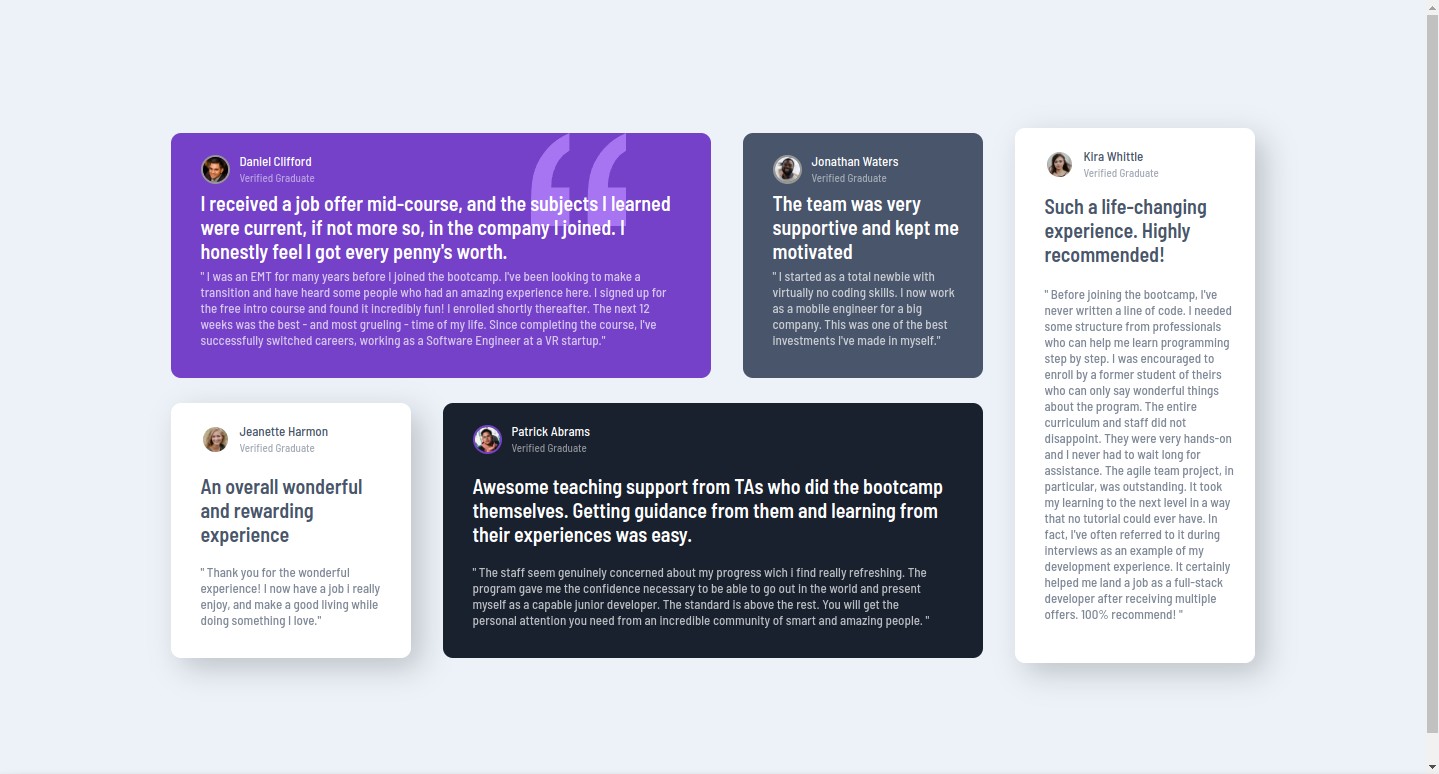 Daniel Clifford
Verified Graduate
I received a job offer mid-course, and the subjects I learned
were current, if not more so, in the company I joined. I
honestly feel I got every penny's worth.
" I was an EMT for many years before I joined the bootcamp. I've been looking to make a
transition and have heard some people who had an amazing experience here. I signed up for
the free intro course and found it incredibly fun! I enrolled shortly thereafter. The next 12
weeks was the best - and most grueling - time of my life. Since completing the course, I've
successfully switched careers, working as a Software Engineer at a VR startup."
Jonathan Waters
Verified Graduate
The team was very
supportive and kept me
motivated
" I started as a total newbie with
virtually no coding skills. I now work
as a mobile engineer for a big
company. This was one of the best
investments I've made in myself."
Kira Whittle
Verified Graduate
Such a life-changing
experience. Highly
recommended!
" Before joining the bootcamp, I've
never written a line of code. I needed
some structure from professionals
who can help me learn programming
step by step. I was encouraged to
enroll by a former student of theirs
who can only say wonderful things
about the program. The entire
curriculum and staff did not
disappoint. They were very hands-on
and I never had to wait long for
assistance. The agile team project, in
particular, was outstanding. It took
my learning to the next level in a way
that no tutorial could ever have. In
fact, I've often referred to it during
interviews as an example of my
development experience. It certainly
helped me land a job as a full-stack
developer after receiving multiple
offers. 100% recommend! "
Jeanette Harmon
Verified Graduate
An overall wonderful
and rewarding
experience
" Thank you for the wonderful
experience! I now have a job I really
enjoy, and make a good living while
doing something I love."
Patrick Abrams
Verified Graduate
Awesome teaching support from TAs who did the bootcamp
themselves. Getting guidance from them and learning from
their experiences was easy.
" The staff seem genuinely concerned about my progress wich i find really refreshing. The
program gave me the confidence necessary to be able to go out in the world and present
myself as a capable junior developer. The standard is above the rest. You will get the
personal attention you need from an incredible community of smart and amazing people. "